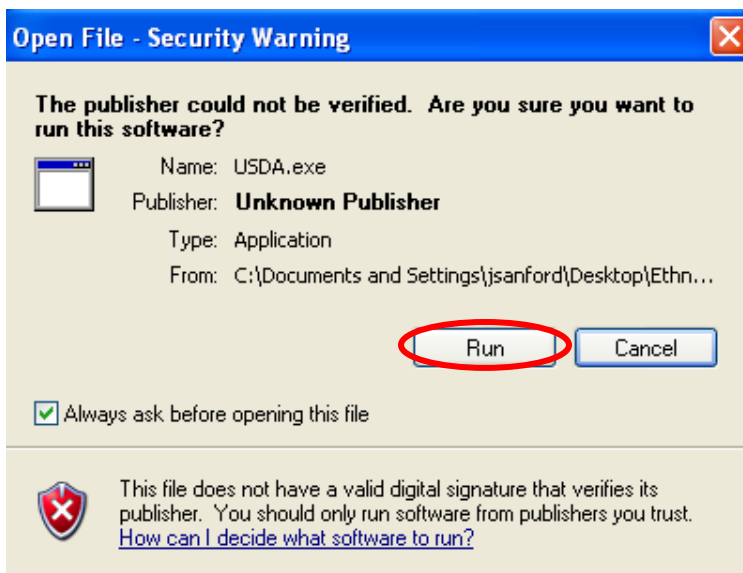 Open File - Security Warning
The publisher could not be verified. Are you sure you want to
run this software?
Name: USDA.exe
Publisher: Unknown Publisher
Type: Application
From: C:\Documents and Settings\jsanford\Desktop\Ethn...
Run Cancel
Always ask before opening this file
This file does not have a valid digital signature that verifies its
publisher. You should only run software from publishers you trust.
How can I decide what software to run?